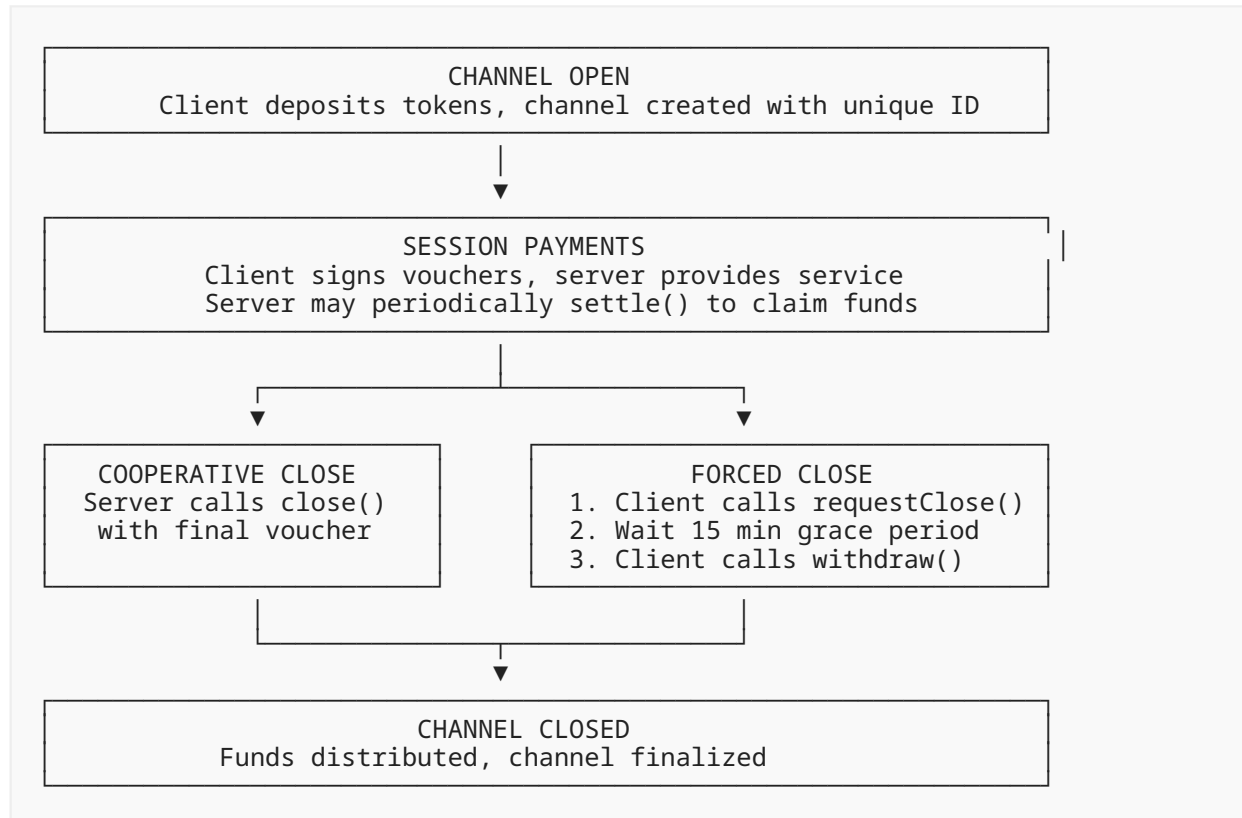 CHANNEL OPEN
Client deposits tokens, channel created with unique ID
SESSION PAYMENTS
Client signs vouchers, server provides service
Server may periodically settle() to claim funds
COOPERATIVE CLOSE
Server calls close()
with final voucher
FORCED CLOSE
1. Client calls requestClose()
2. Wait 15 min grace period
3. Client calls withdraw()
CHANNEL CLOSED
Funds distributed, channel finalized